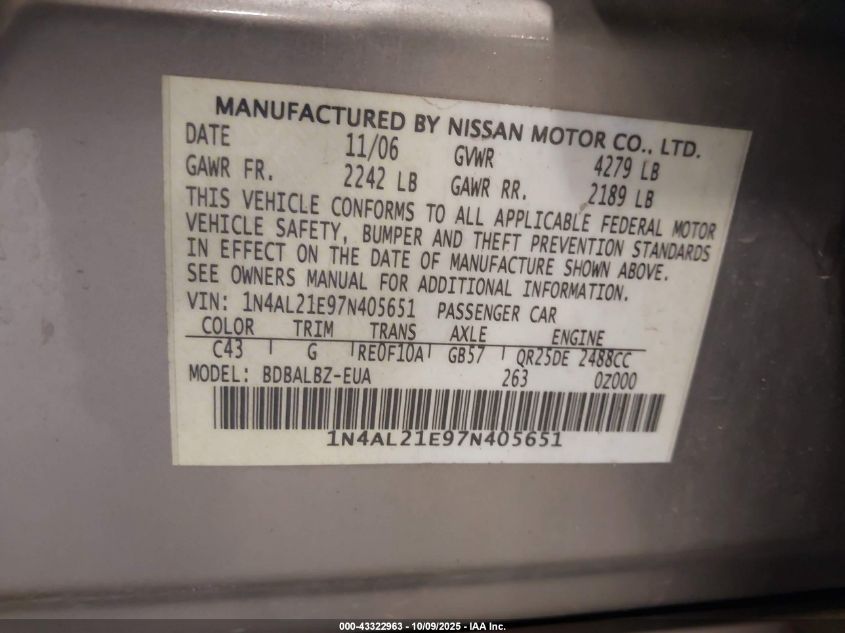 MANUFACTURED BY NISSAN MOTOR CO., LTD.
DATE 11/06 GVWR 4279 LB
GAWR FR. 2242 LB GAWR RR. 2189 LB
THIS VEHICLE CONFORMS TO ALL APPLICABLE FEDERAL MOTOR
VEHICLE SAFETY, BUMPER AND THEFT PREVENTION STANDARDS
IN EFFECT ON THE DATE OF MANUFACTURE SHOWN ABOVE.
SEE OWNERS MANUAL FOR ADDITIONAL INFORMATION.
VIN: 1N4AL21E97N405651 PASSENGER CAR
COLOR TRIM TRANS AXLE ENGINE
C43 G RE0F10A GB57 QR25DE 2488CC
MODEL: BDBALBZ-EUA 263 0Z000
1N4AL21E97N405651
000-43322963 - 10/09/2025 - IAA Inc.